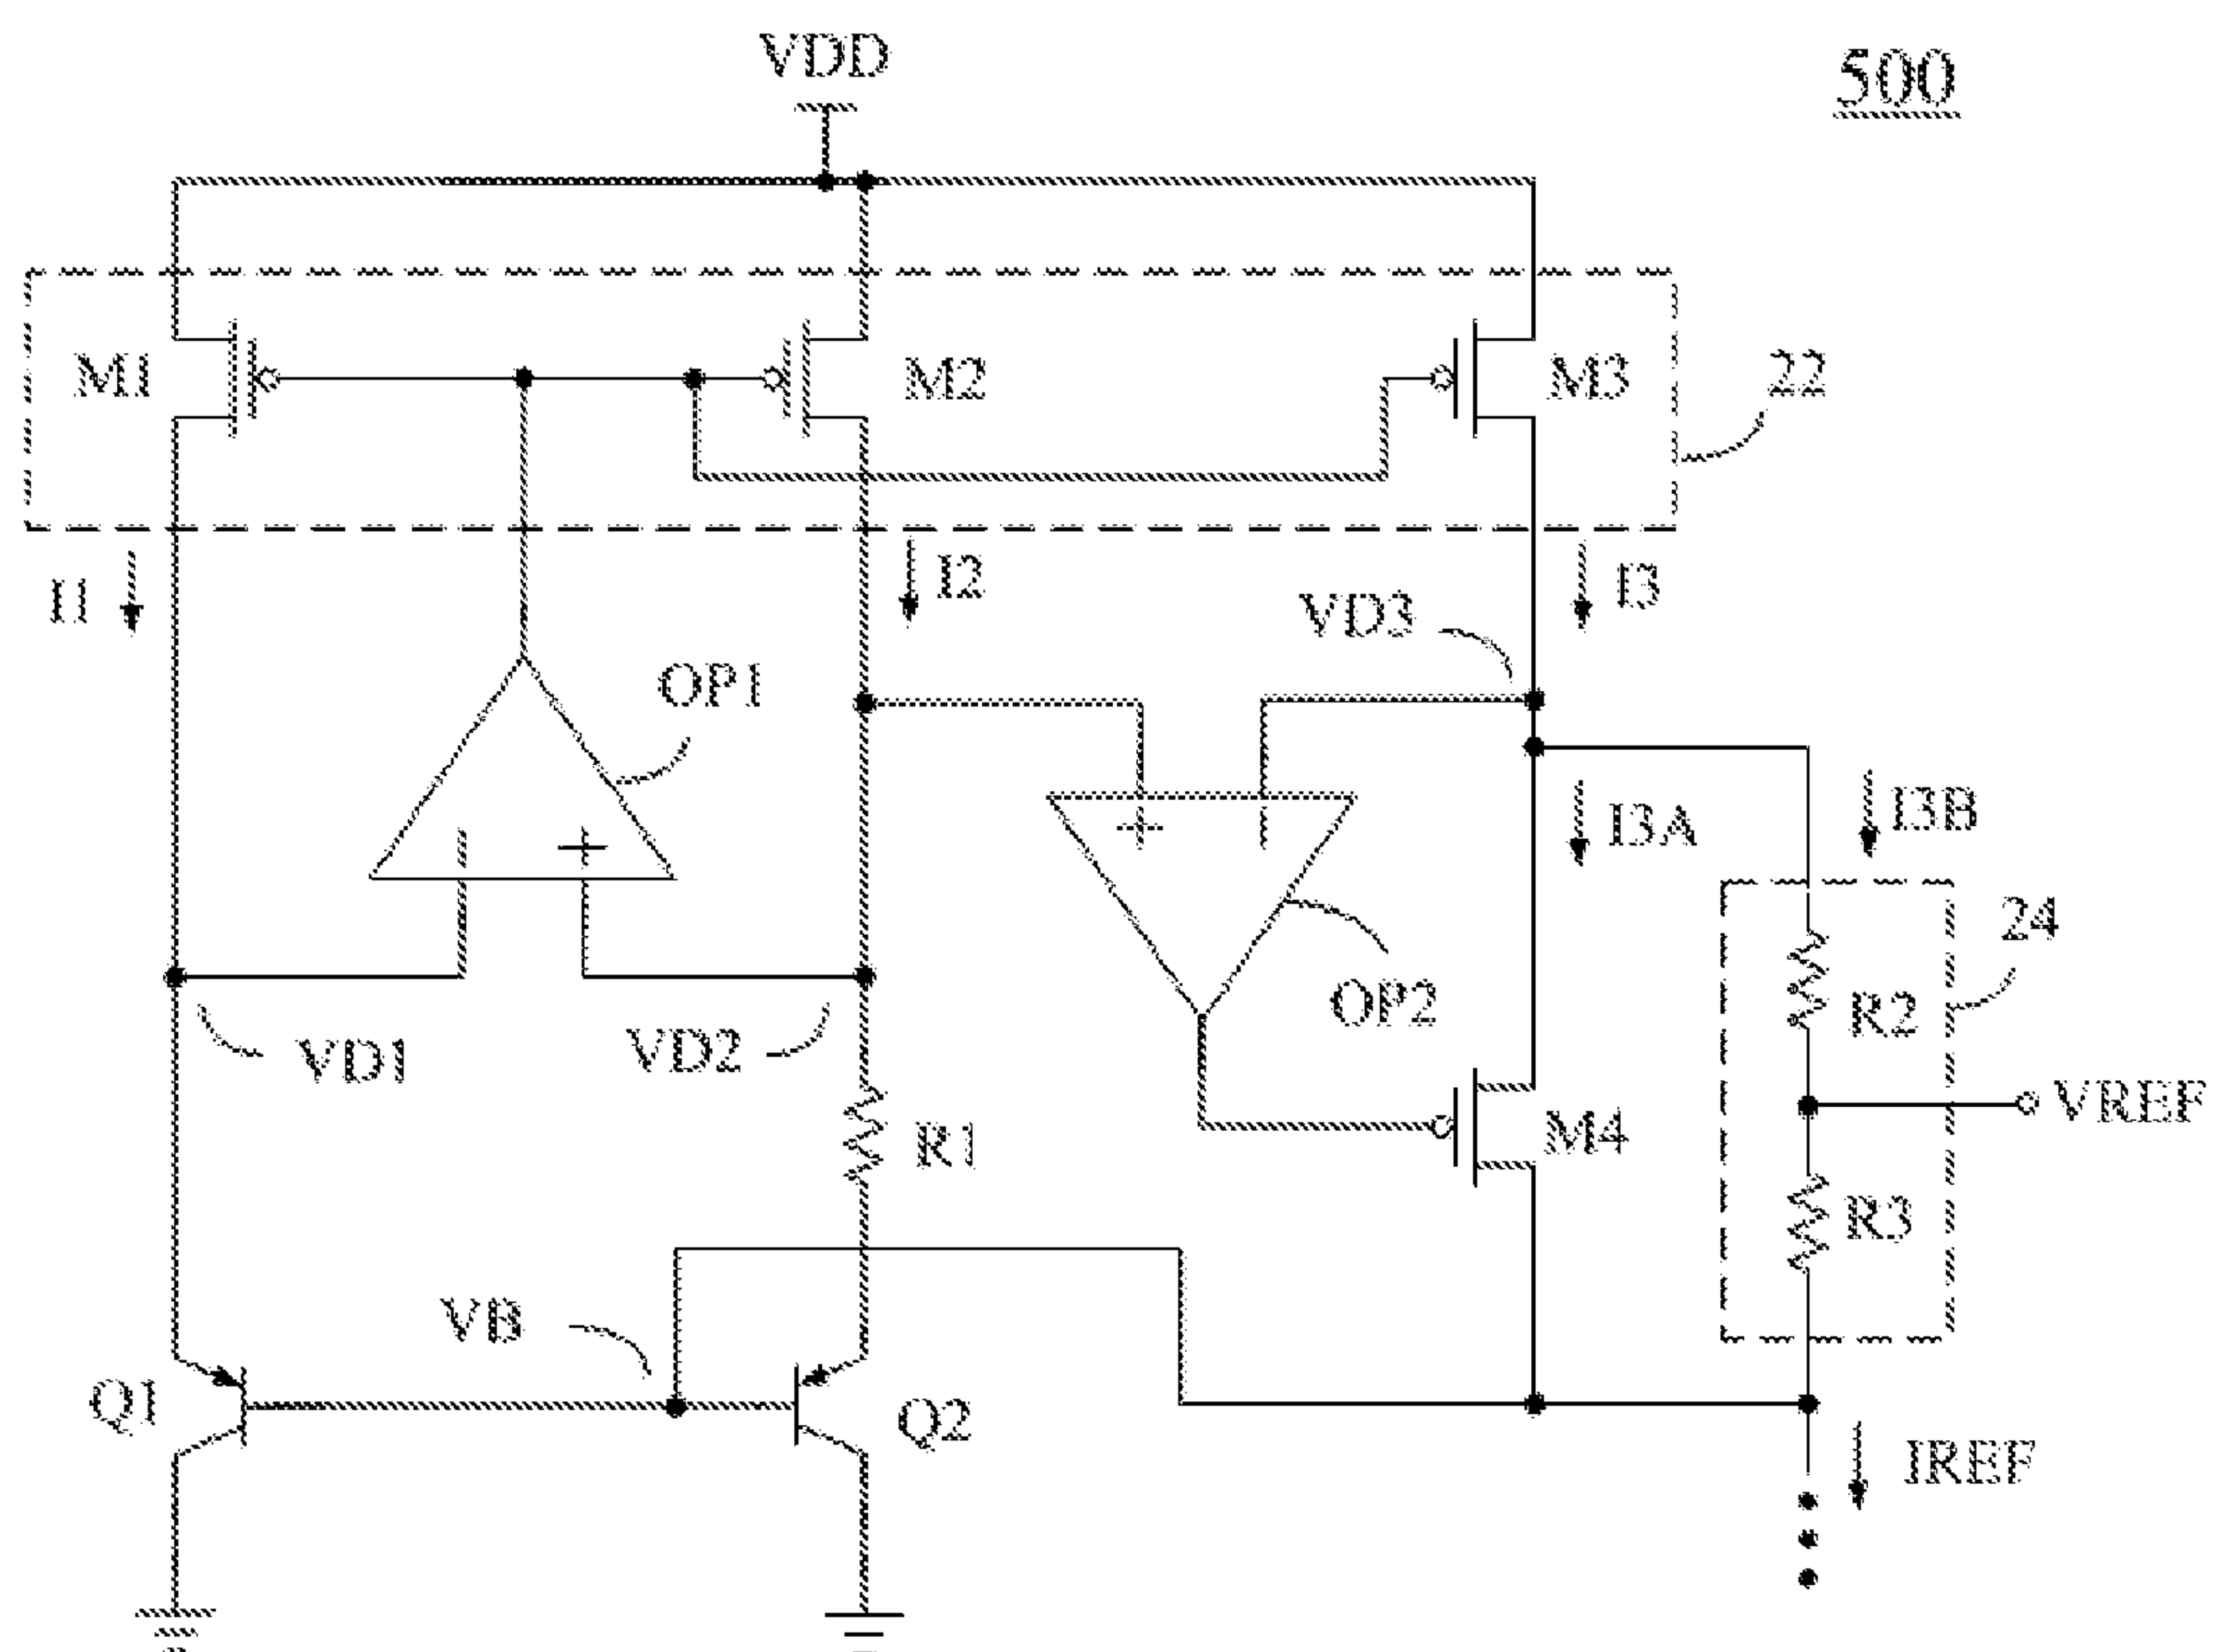 VDD
500
M1
M2
M3
22
I1
I2
VD3
I3
OP1
I3A
I3B
24
VD1
VD2
OP2
R2
R1
M4
VREF
R3
VB
Q1
Q2
IREF